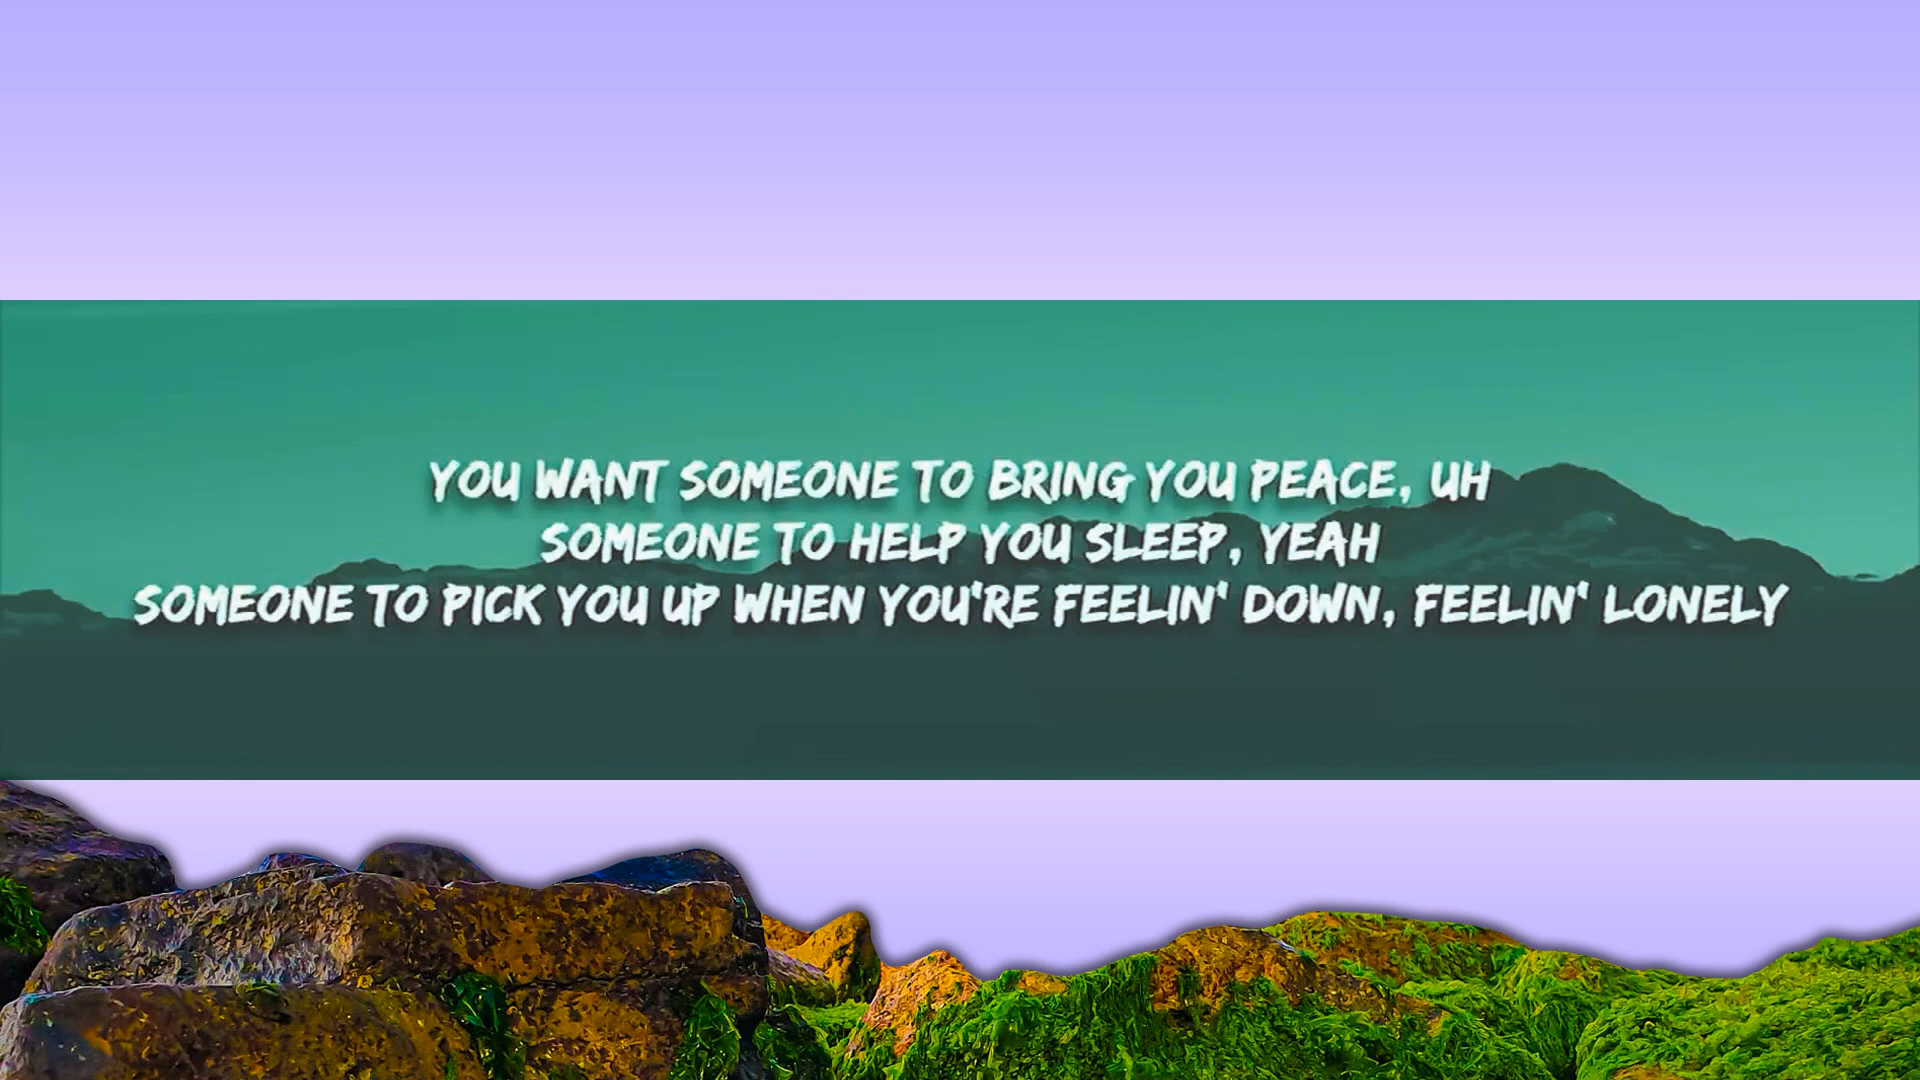 YOU WANT SOMEONE TO BRING YOU PEACE, UH
SOMEONE TO HELP YOU SLEEP, YEAH
SOMEONE TO PICK YOU UP WHEN YOU'RE FEELIN' DOWN, FEELIN' LONELY